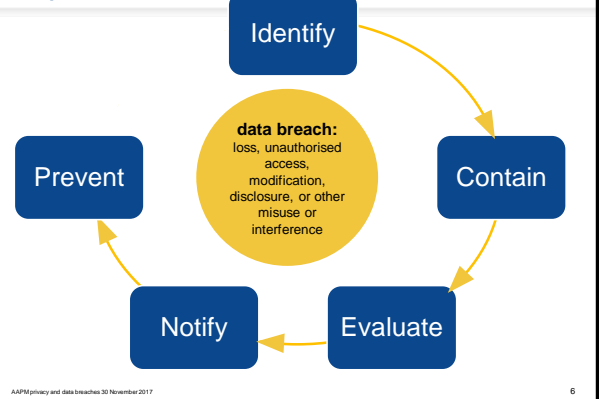 Identify
data breach:
loss, unauthorised
access,
modification,
disclosure, or other
misuse or
interference
Prevent
Contain
Notify
Evaluate
AAPM privacy and data breaches 30 November 2017
6